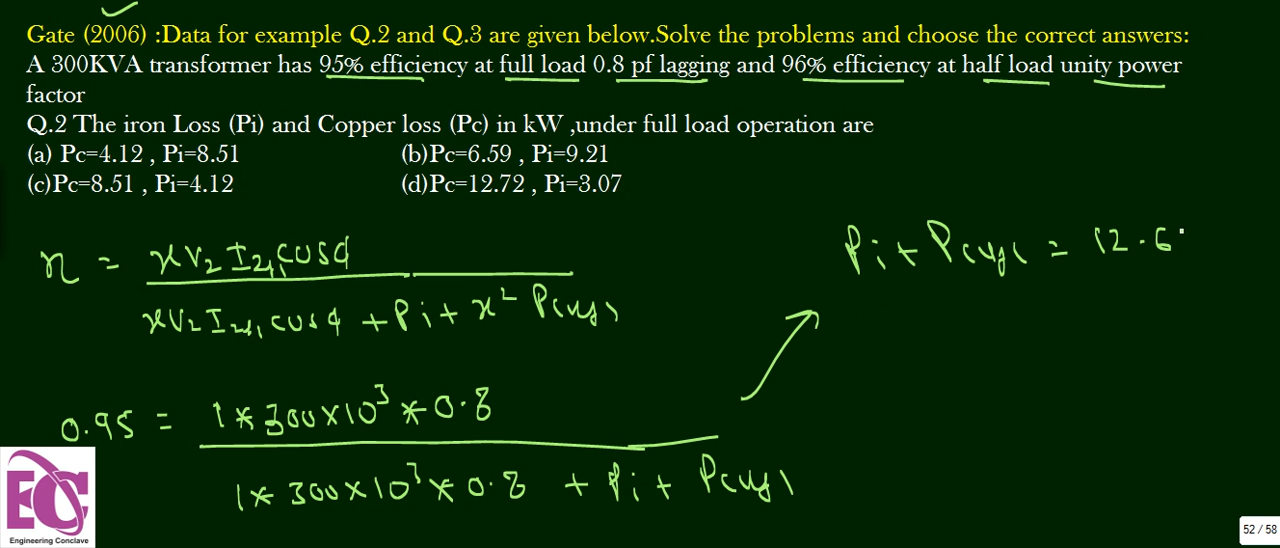 Gate (2006) :Data for example Q.2 and Q.3 are given below.Solve the problems and choose the correct answers:
A 300KVA transformer has 95% efficiency at full load 0.8 pf lagging and 96% efficiency at half load unity power
factor
Q.2 The iron Loss (Pi) and Copper loss (Pc) in kW ,under full load operation are
(a) Pc=4.12 , Pi=8.51 (b)Pc=6.59 , Pi=9.21
(c)Pc=8.51 , Pi=4.12 (d)Pc=12.72 , Pi=3.07
η = xV₂I₂fl cosφ / xV₂I₂fl cosφ + Pi + x² Pcufl
Pi + Pcufl = 12.6
0.95 = 1*300×10³*0.8 / 1*300×10³*0.8 + Pi + Pcufl
EC
Engineering Conclave
52 / 58